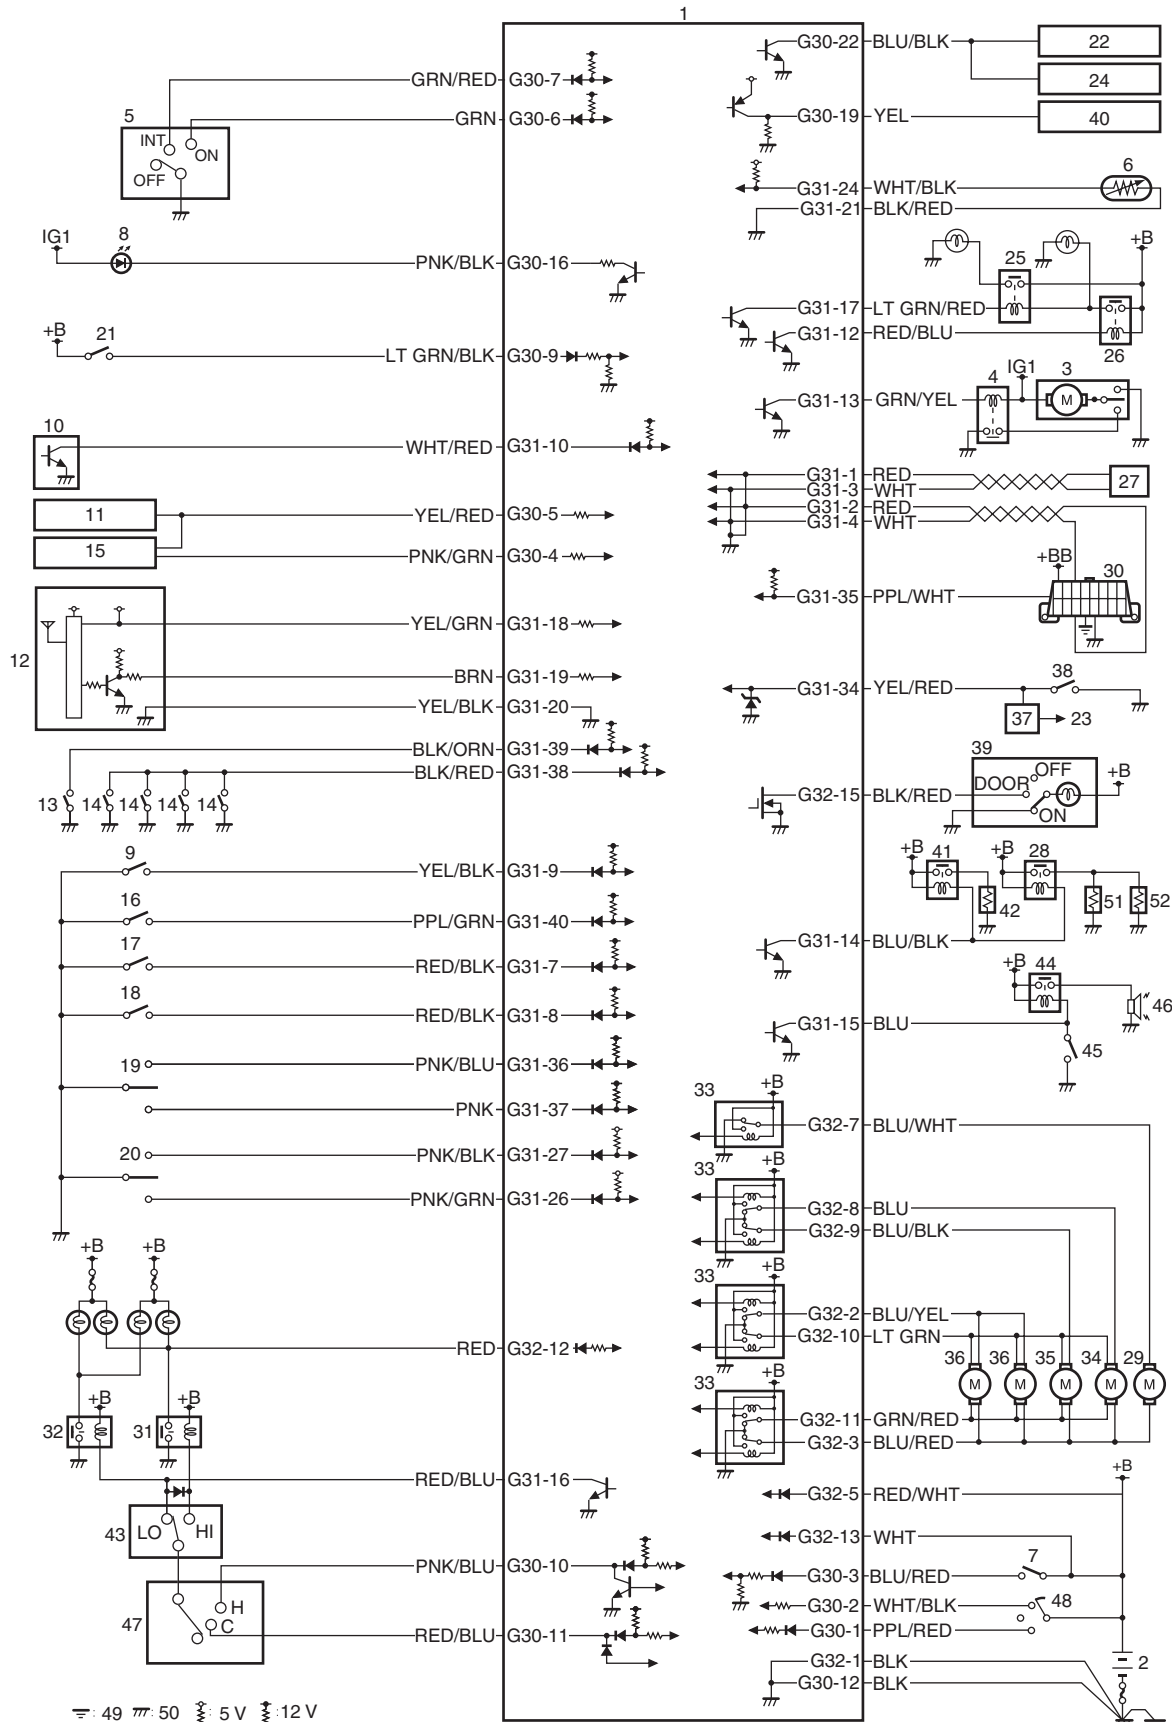 1
G30-22 BLU/BLK 22
24
GRN/RED G30-7
GRN G30-6
G30-19 YEL 40
5
INT
ON
OFF
6
G31-24 WHT/BLK
G31-21 BLK/RED
IG1 8
PNK/BLK G30-16
25 +B
G31-17 LT GRN/RED
G31-12 RED/BLU
26
+B 21
LT GRN/BLK G30-9
4 IG1 3
G31-13 GRN/YEL
M
10
WHT/RED G31-10
G31-1 RED
G31-3 WHT
27
G31-2 RED
G31-4 WHT
11
YEL/RED G30-5
15
PNK/GRN G30-4
+BB 30
G31-35 PPL/WHT
12
YEL/GRN G31-18
BRN G31-19
YEL/BLK G31-20
G31-34 YEL/RED
38
37 23
BLK/ORN G31-39
BLK/RED G31-38
13 14 14 14 14
39
OFF
DOOR
ON
+B
G32-15 BLK/RED
9
YEL/BLK G31-9
16
PPL/GRN G31-40
17
RED/BLK G31-7
18
RED/BLK G31-8
+B 41 +B 28
42 51 52
G31-14 BLU/BLK
+B 44
46
G31-15 BLU
45
19
PNK/BLU G31-36
PNK G31-37
20
PNK/BLK G31-27
PNK/GRN G31-26
33 +B
G32-7 BLU/WHT
33 +B
G32-8 BLU
G32-9 BLU/BLK
33 +B
G32-2 BLU/YEL
G32-10 LT GRN
36 36 35 34 29
M M M M M
33 +B
G32-11 GRN/RED
G32-3 BLU/RED
+B +B
RED G32-12
+B +B
32 31
RED/BLU G31-16
43 LO HI
PNK/BLU G30-10
47 H
C
RED/BLU G30-11
+B
G32-5 RED/WHT
G32-13 WHT
7
G30-3 BLU/RED
G30-2 WHT/BLK
48
G30-1 PPL/RED
G32-1 BLK
2
G30-12 BLK
: 49 : 50 : 5 V : 12 V